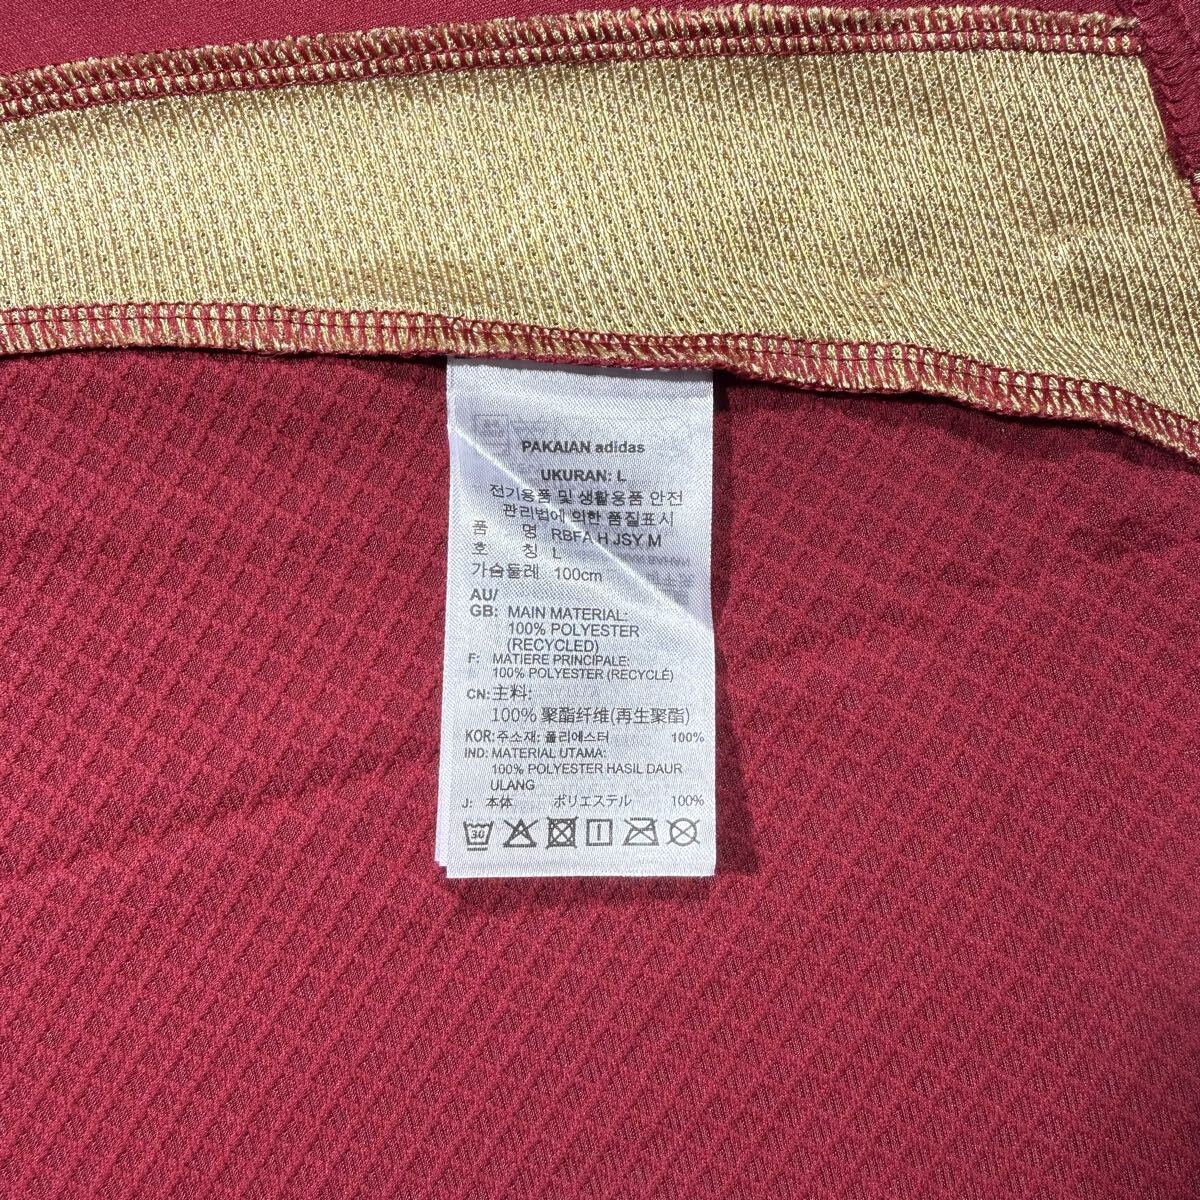 PAKAIAN adidas
UKURAN: L
전기용품 및 생활용품 안전
관리법에 의한 품질표시
품 명 RBFA H JSY M
호 칭 L
가슴둘레 100cm
AU/
GB: MAIN MATERIAL:
100% POLYESTER
(RECYCLED)
F: MATIERE PRINCIPALE:
100% POLYESTER (RECYCLÉ)
CN: 主料:
100% 聚酯纤维(再生聚酯)
KOR: 주소재: 폴리에스터 100%
IND: MATERIAL UTAMA:
100% POLYESTER HASIL DAUR
ULANG
J: 本体 ポリエステル 100%
30